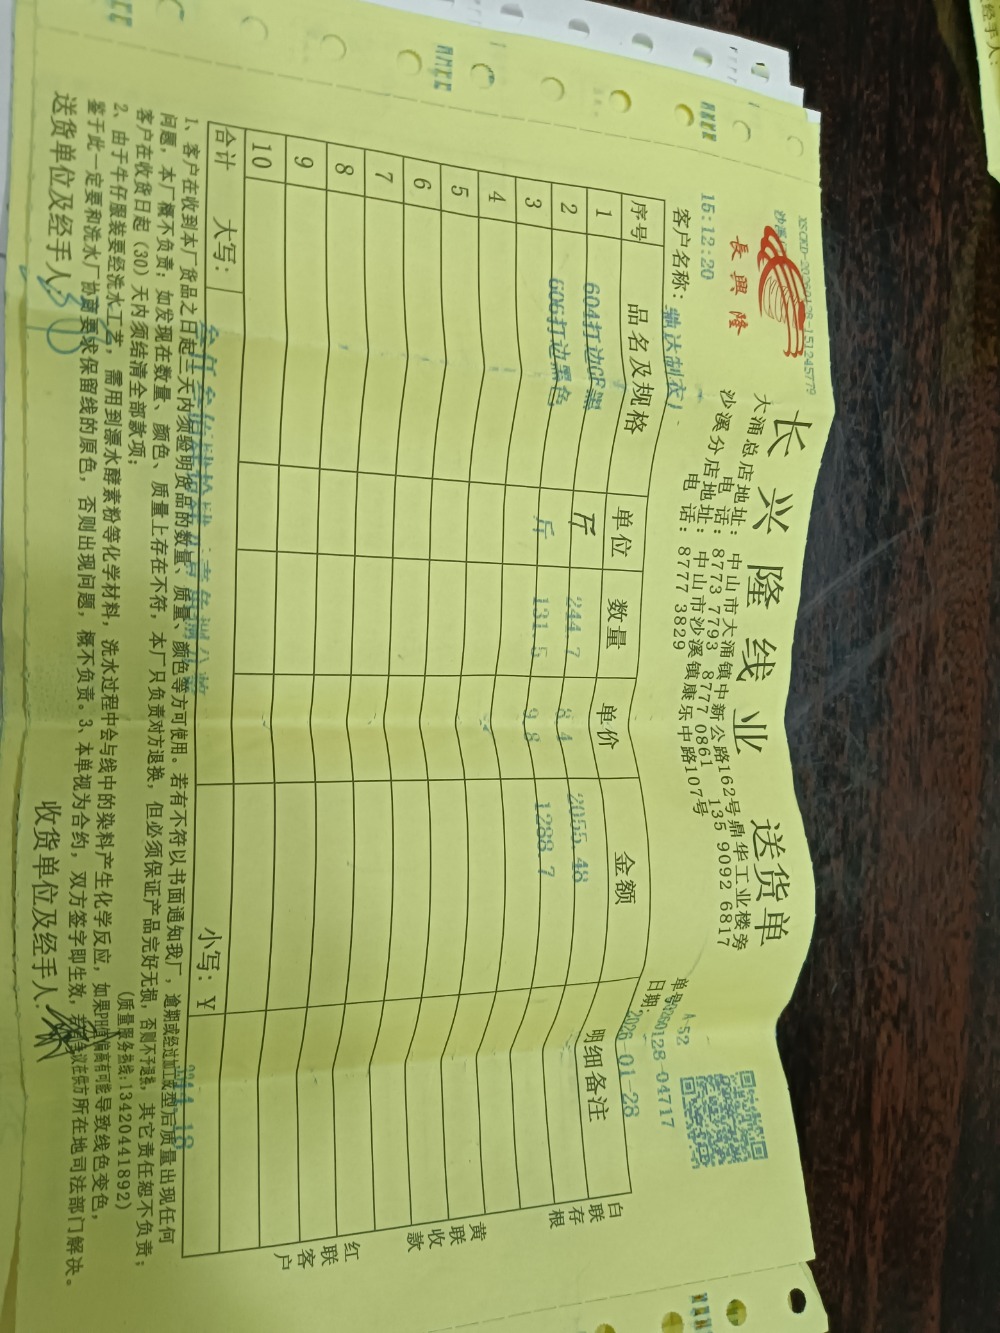 XSCKD-20260128-151245779
長興隆
长兴隆线业 送货单
大涌总店地址：中山市大涌镇中新公路162号鼎华工业楼旁
电话：8773 7793 8777 0861 135 9092 6817
沙溪分店地址：中山市沙溪镇康乐中路107号
电话：8777 3829
A-52
单号: 20260128-04717
15:12:20
客户名称：
日期: 2026-01-28
序号 品名及规格 单位 数量 单价 金额 明细备注
1 604打边GR 斤 244.7 8.4 2055.48
2 606打边黑色 斤 131.5 9.8 1288.7
3
4
5
6
7
8
9
10
合计 大写： 小写：￥
白联存根
黄联收款
红联客户
1、客户在收到本厂货品之日起三天内须验明货品的数量、质量、颜色等方可使用。若有不符以书面通知我厂，逾期或经过加工成型后质量出现任何
问题，本厂概不负责；如发现在数量、颜色、质量上存在不符，本厂只负责对方退换，但必须保证产品完好无损，否则不予退换，其它责任恕不负责；
客户在收货日起（30）天内须结清全部款项；
(质量服务热线:13420441892)
2、由于牛仔服装要经洗水工艺，需用到漂水酵素粉等化学材料，洗水过程中会与线中的染料产生化学反应，如果PH值偏高有可能导致线色变色，
鉴于此一定要和洗水厂协商要求保留线的原色，否则出现问题，概不负责。3、本单视为合约，双方签字即生效，若有争议在供方所在地司法部门解决。
送货单位及经手人：
收货单位及经手人：
经手人：